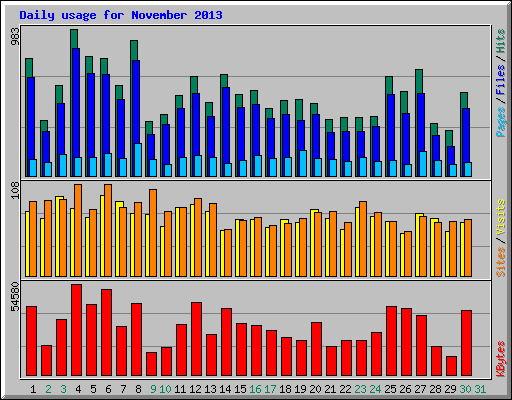 Daily usage for November 2013
983
Pages / Files / Hits
108
Sites / Visits
54580
KBytes
1 2 3 4 5 6 7 8 9 10 11 12 13 14 15 16 17 18 19 20 21 22 23 24 25 26 27 28 29 30 31